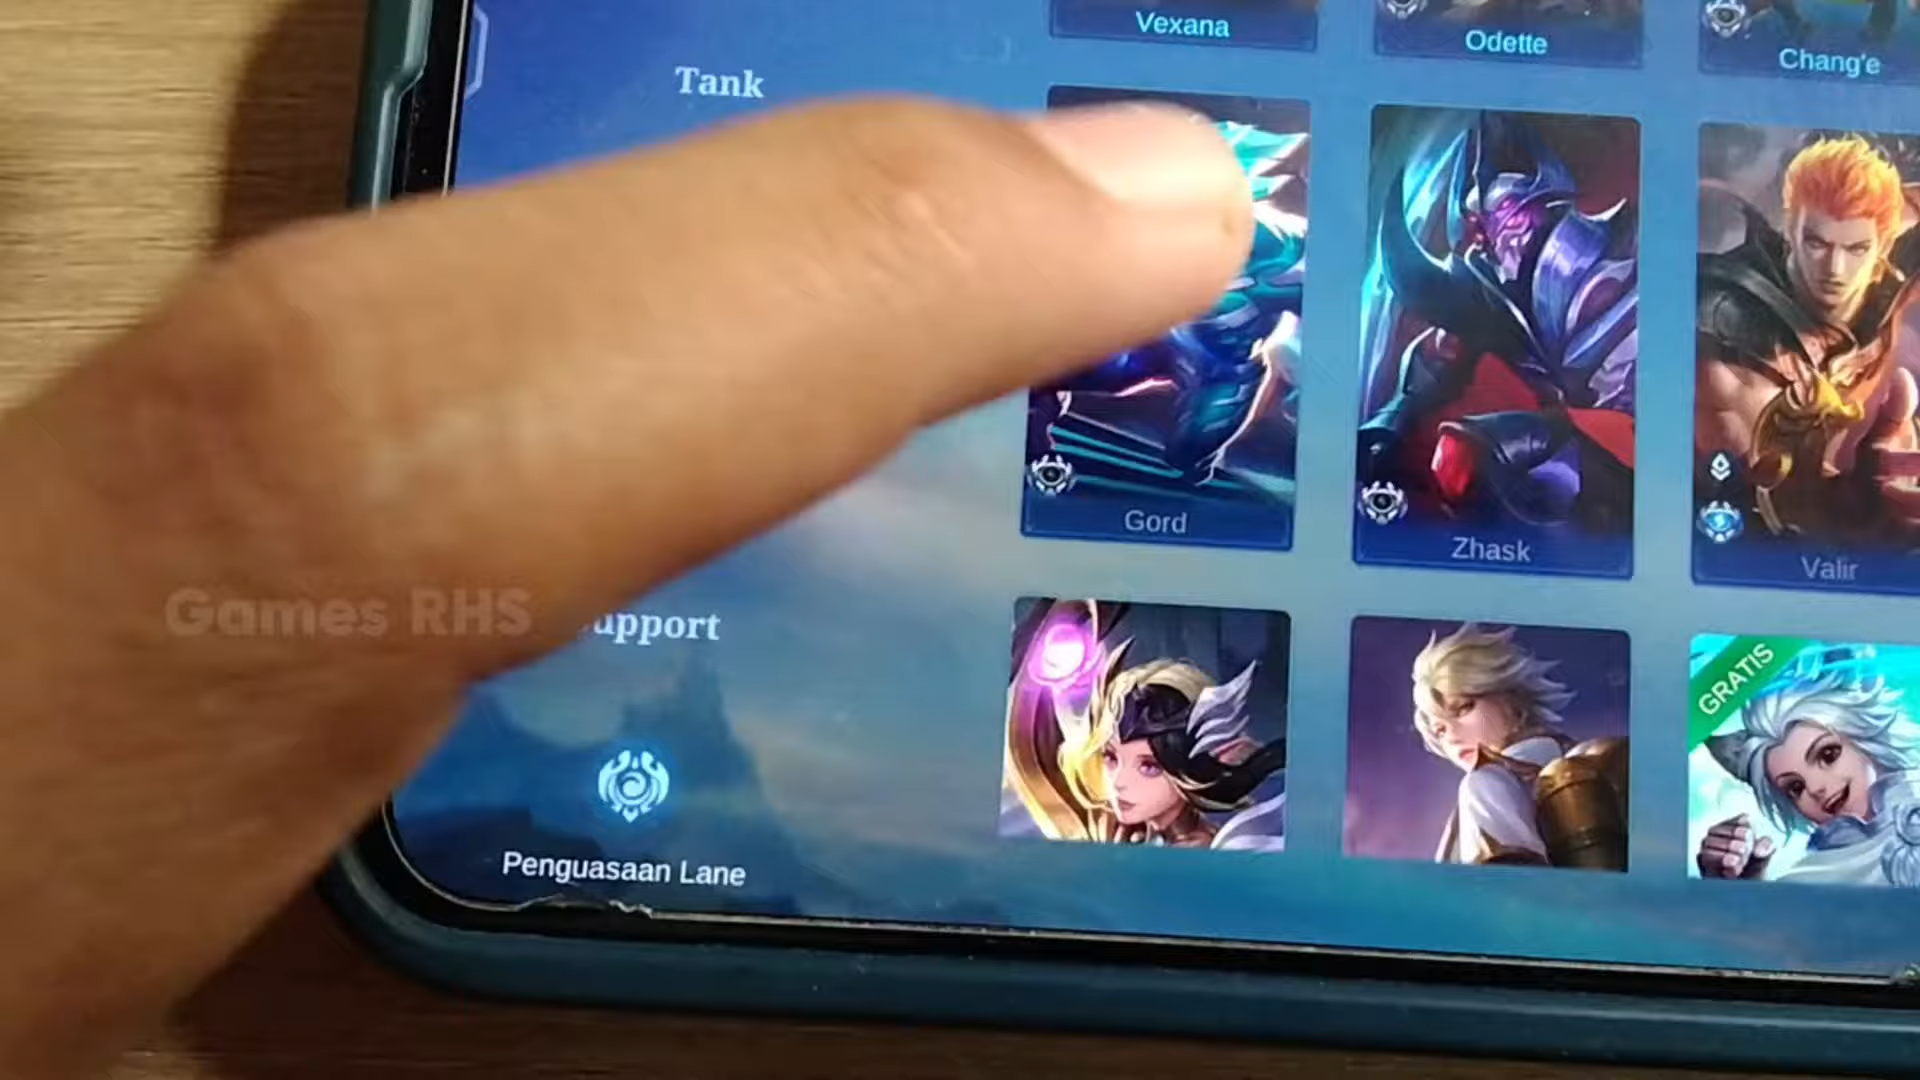 Vexana
Odette
Chang'e
Tank
Gord
Zhask
Valir
Games RHS
upport
GRATIS
Penguasaan Lane